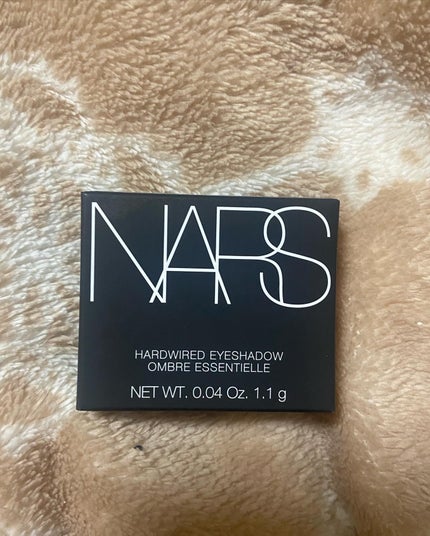 NARS
HARDWIRED EYESHADOW
OMBRE ESSENTIELLE
NET WT. 0.04 Oz. 1.1 g